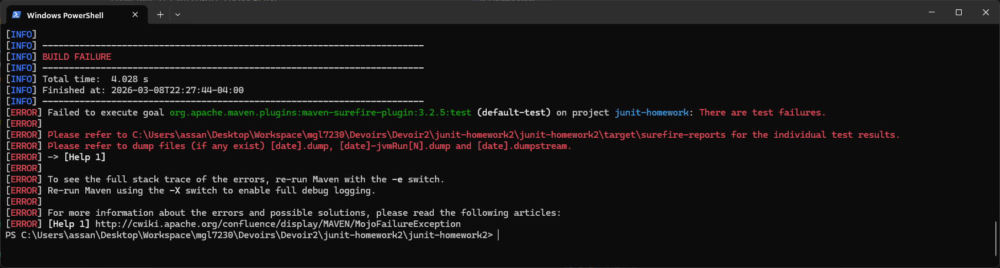 Windows PowerShell
[INFO]
[INFO] ------------------------------------------------------------------------
[INFO] BUILD FAILURE
[INFO] ------------------------------------------------------------------------
[INFO] Total time:  4.028 s
[INFO] Finished at: 2026-03-08T22:27:44-04:00
[INFO] ------------------------------------------------------------------------
[ERROR] Failed to execute goal org.apache.maven.plugins:maven-surefire-plugin:3.2.5:test (default-test) on project junit-homework: There are test failures.
[ERROR]
[ERROR] Please refer to C:\Users\assan\Desktop\Workspace\mgl7230\Devoirs\Devoir2\junit-homework2\junit-homework2\target\surefire-reports for the individual test results.
[ERROR] Please refer to dump files (if any exist) [date].dump, [date]-jvmRun[N].dump and [date].dumpstream.
[ERROR] -> [Help 1]
[ERROR]
[ERROR] To see the full stack trace of the errors, re-run Maven with the -e switch.
[ERROR] Re-run Maven using the -X switch to enable full debug logging.
[ERROR]
[ERROR] For more information about the errors and possible solutions, please read the following articles:
[ERROR] [Help 1] http://cwiki.apache.org/confluence/display/MAVEN/MojoFailureException
PS C:\Users\assan\Desktop\Workspace\mgl7230\Devoirs\Devoir2\junit-homework2\junit-homework2>